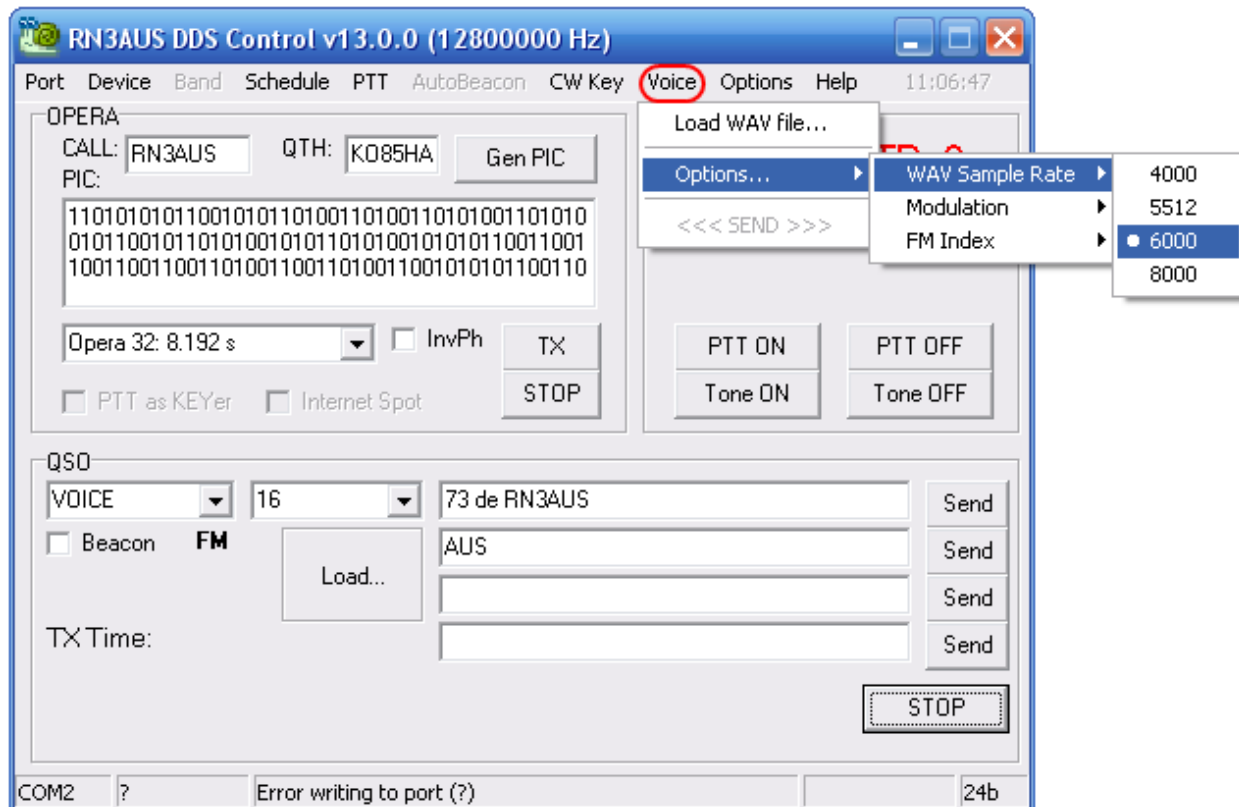 RN3AUS DDS Control v13.0.0 (12800000 Hz)
Port Device Band Schedule PTT AutoBeacon CW Key Voice Options Help 11:06:47
OPERA
CALL: RN3AUS QTH: KO85HA Gen PIC
PIC:
11010101011001010110100110100110101001101010
01011001011010100101011010100101010110011001
10011001100110100110011010011001010101100110
Opera 32: 8.192 s InvPh TX
PTT as KEYer Internet Spot STOP
Load WAV file...
Options...
<<< SEND >>>
WAV Sample Rate
Modulation
FM Index
4000
5512
6000
8000
PTT ON PTT OFF
Tone ON Tone OFF
QSO
VOICE 16 73 de RN3AUS Send
Beacon FM Load... AUS Send
Send
TX Time: Send
STOP
COM2 ? Error writing to port (?) 24b